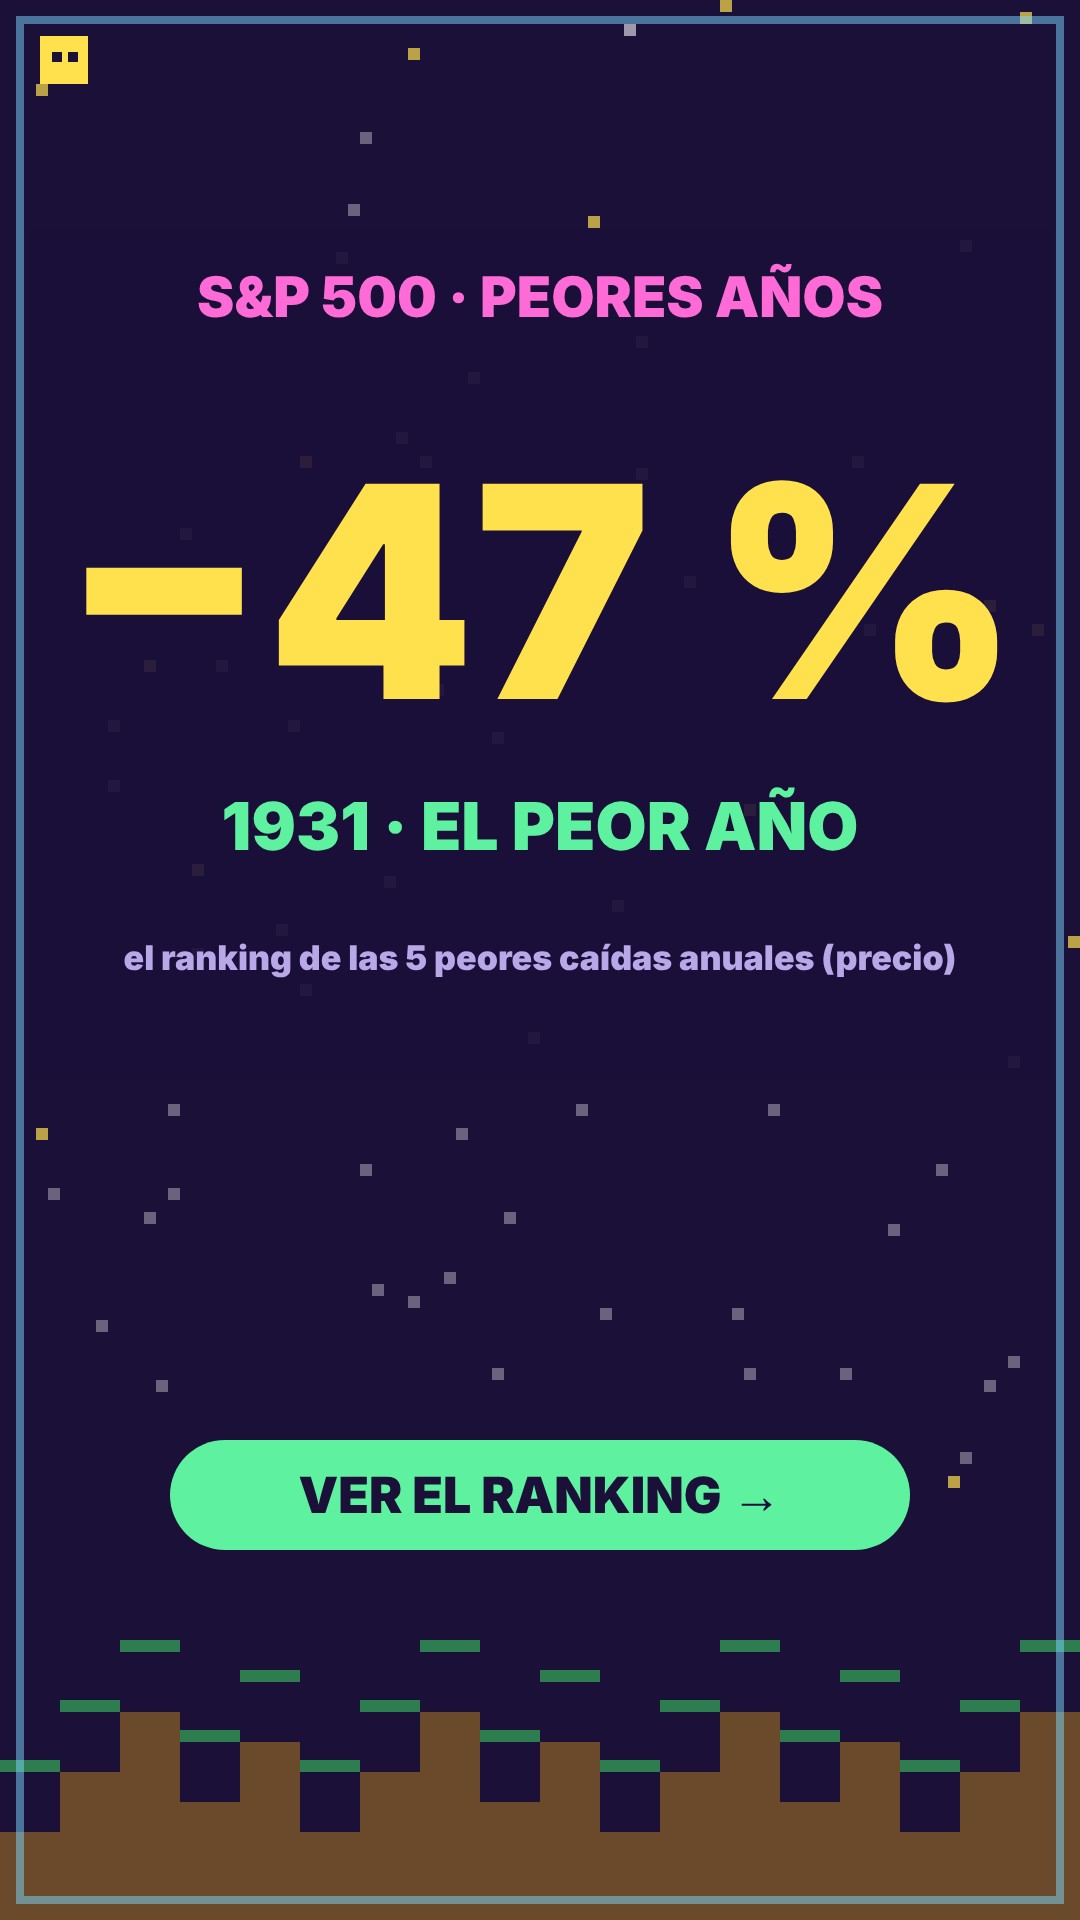 S&P 500 · PEORES AÑOS
−47 %
1931 · EL PEOR AÑO
el ranking de las 5 peores caídas anuales (precio)
VER EL RANKING →